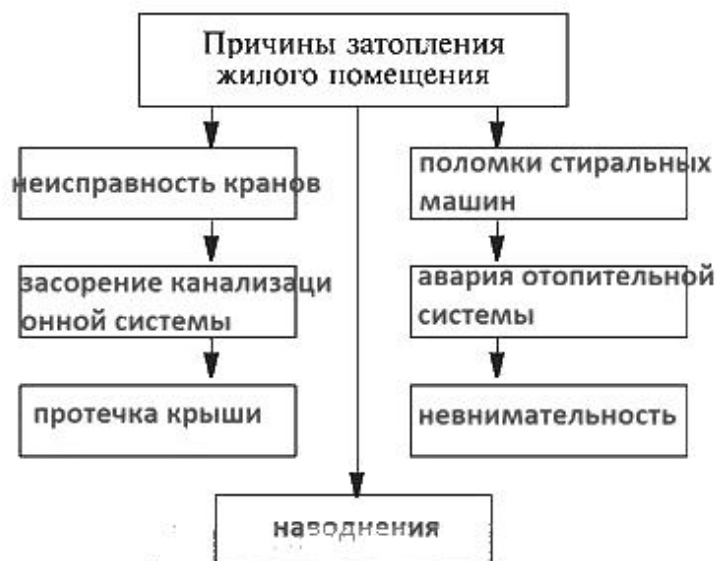 Причины затопления
жилого помещения
неисправность кранов
засорение канализаци
онной системы
протечка крыши
поломки стиральных
машин
авария отопительной
системы
невнимательность
наводнения